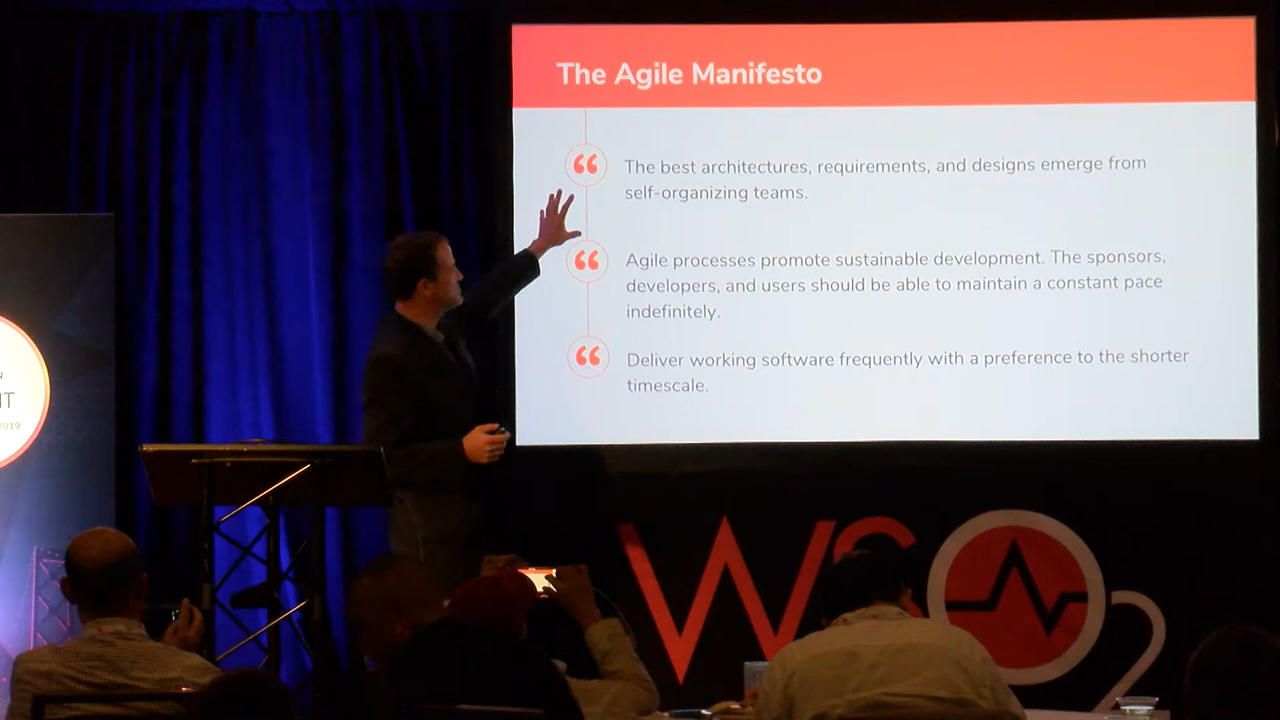 The Agile Manifesto
The best architectures, requirements, and designs emerge from
self-organizing teams.
Agile processes promote sustainable development. The sponsors,
developers, and users should be able to maintain a constant pace
indefinitely.
Deliver working software frequently with a preference to the shorter
timescale.
2019
WSO2